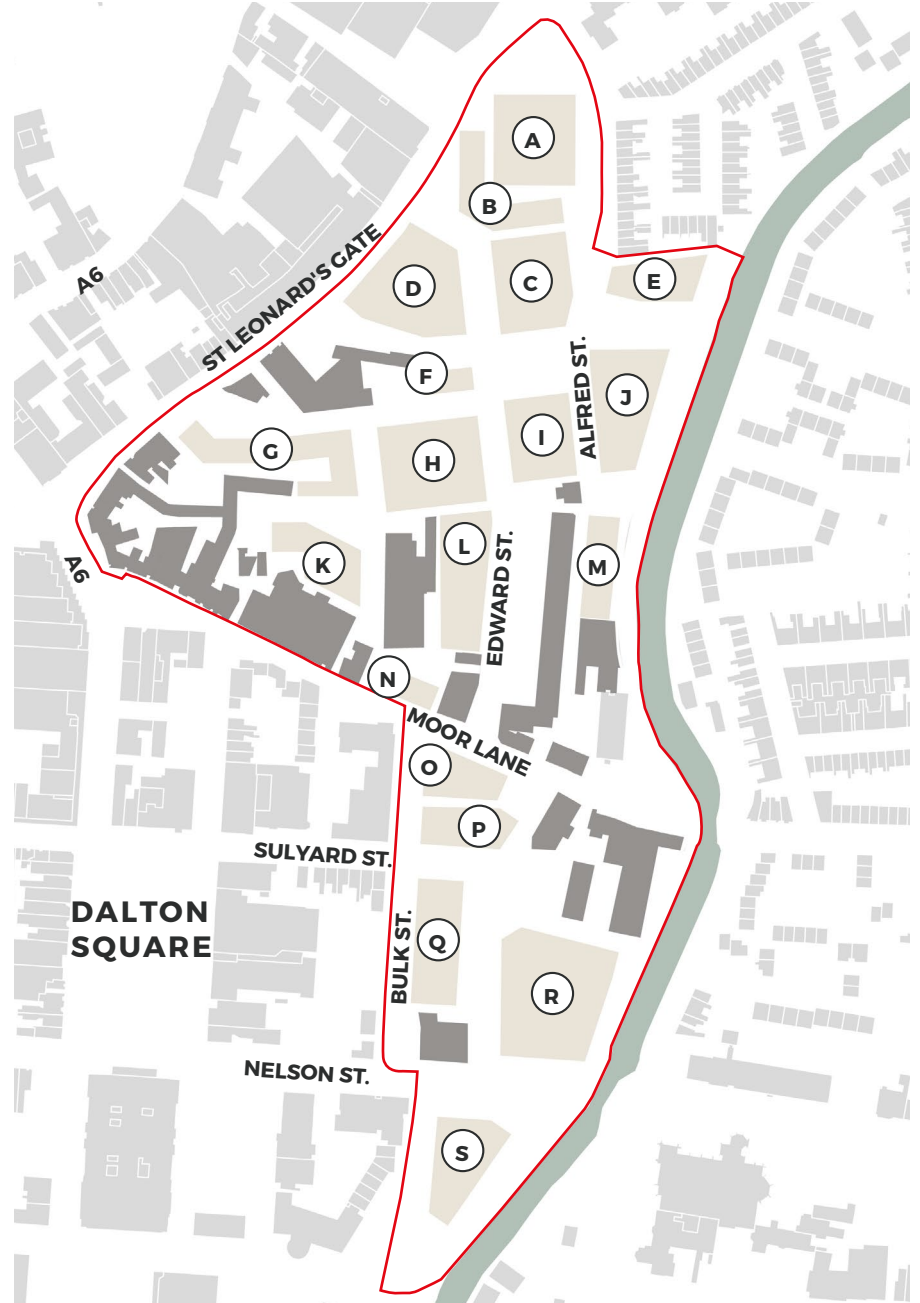 A
B
A6
ST LEONARD'S GATE
D
C
E
F
ALFRED ST.
J
G
H
I
A6
K
L
EDWARD ST.
M
N
MOOR LANE
O
P
SULYARD ST.
DALTON
SQUARE
BULK ST.
Q
R
NELSON ST.
S